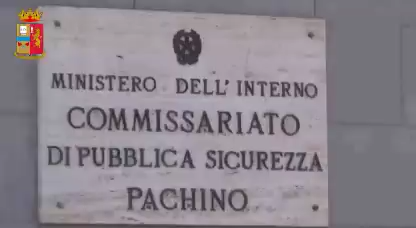 MINISTERO DELL' INTERNO
COMMISSARIATO
DI PUBBLICA SICUREZZA
PACHINO